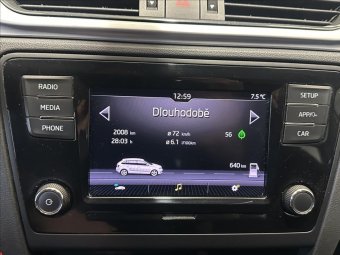 RADIO
MEDIA
PHONE
12:59
7.5°C
Dlouhodobě
2008 km
ø 72 km/h
56
28:03 h
ø 6.1 l/100km
640 km
SETUP
CAR